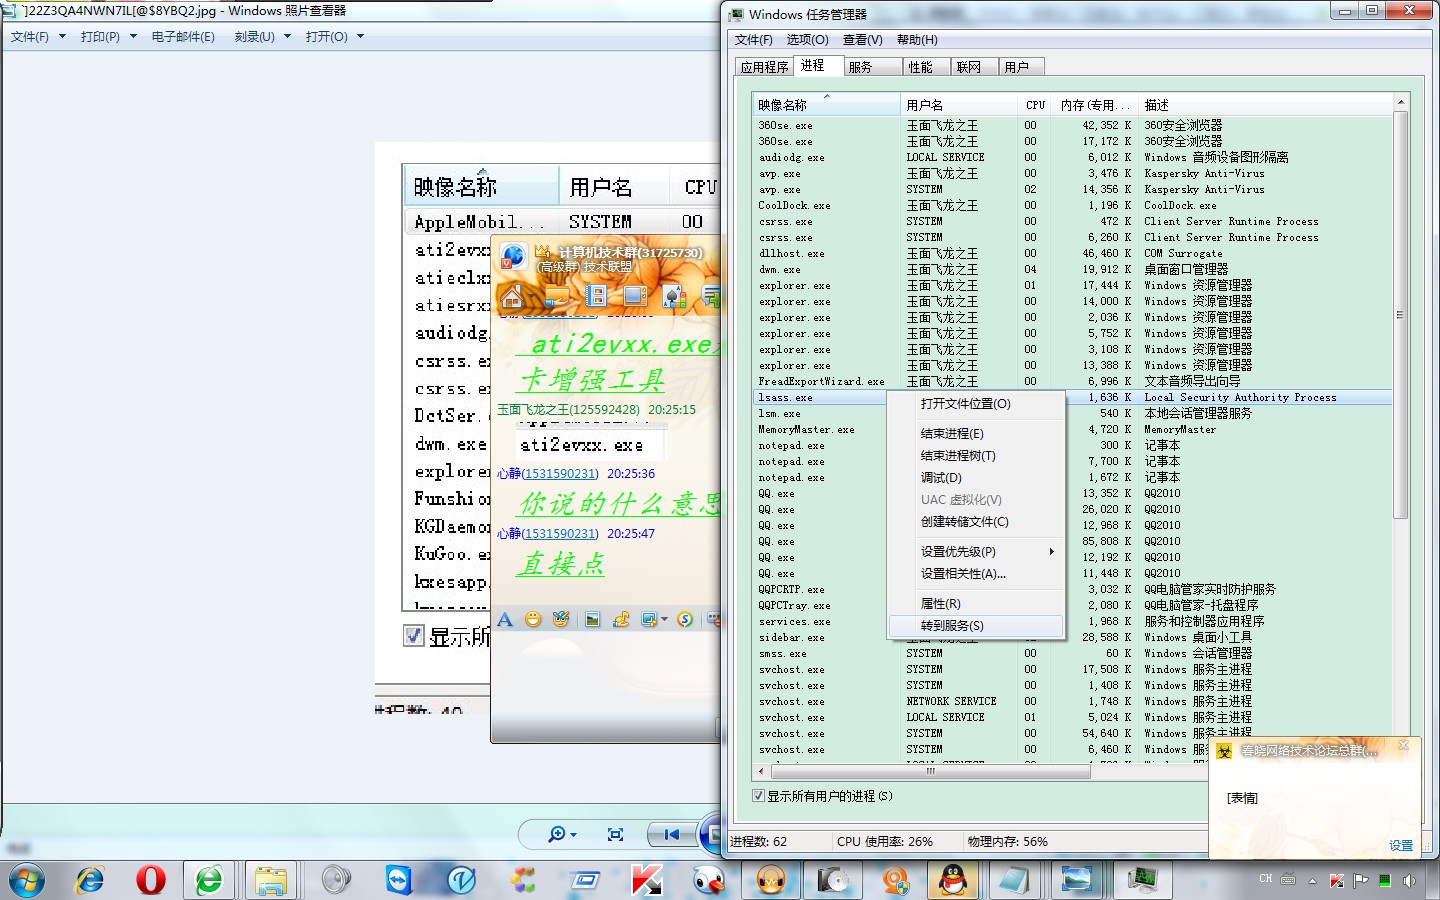 `]22Z3QA4NWN7IL[@$8YBQ2.jpg - Windows 照片查看器
文件(F) 打印(P) 电子邮件(E) 刻录(U) 打开(O)
映像名称 用户名 CPU
AppleMobil... SYSTEM 00
ati2evxx
atieclxx
atiesrxx
audiodg.
csrss.ex
csrss.ex
DctSer.
dwm.exe
explorer
Funshion
KGDaemon
KuGoo.ex
kxesapp.
显示所
进程数: 40
计算机技术群(31725730)
(高级群) 技术联盟
ati2evxx.exe
卡增强工具
玉面飞龙之王(125592428) 20:25:15
ati2evxx.exe
心静(1531590231) 20:25:36
你说的什么意思
心静(1531590231) 20:25:47
直接点
Windows 任务管理器
文件(F) 选项(O) 查看(V) 帮助(H)
应用程序 进程 服务 性能 联网 用户
映像名称 用户名 CPU 内存(专用... 描述
360se.exe 玉面飞龙之王 00 42,352 K 360安全浏览器
360se.exe 玉面飞龙之王 00 17,172 K 360安全浏览器
audiodg.exe LOCAL SERVICE 00 6,012 K Windows 音频设备图形隔离
avp.exe 玉面飞龙之王 00 3,476 K Kaspersky Anti-Virus
avp.exe SYSTEM 02 14,356 K Kaspersky Anti-Virus
CoolDock.exe 玉面飞龙之王 00 1,196 K CoolDock.exe
csrss.exe SYSTEM 00 472 K Client Server Runtime Process
csrss.exe SYSTEM 00 6,260 K Client Server Runtime Process
dllhost.exe 玉面飞龙之王 00 46,460 K COM Surrogate
dwm.exe 玉面飞龙之王 04 19,912 K 桌面窗口管理器
explorer.exe 玉面飞龙之王 01 17,444 K Windows 资源管理器
explorer.exe 玉面飞龙之王 00 14,000 K Windows 资源管理器
explorer.exe 玉面飞龙之王 00 2,036 K Windows 资源管理器
explorer.exe 玉面飞龙之王 00 5,752 K Windows 资源管理器
explorer.exe 玉面飞龙之王 00 3,108 K Windows 资源管理器
explorer.exe 玉面飞龙之王 00 13,388 K Windows 资源管理器
FreadExportWizard.exe 玉面飞龙之王 00 6,996 K 文本音频导出向导
lsass.exe 1,636 K Local Security Authority Process
lsm.exe 540 K 本地会话管理器服务
MemoryMaster.exe 4,720 K MemoryMaster
notepad.exe 300 K 记事本
notepad.exe 7,700 K 记事本
notepad.exe 1,672 K 记事本
QQ.exe 13,352 K QQ2010
QQ.exe 26,020 K QQ2010
QQ.exe 12,968 K QQ2010
QQ.exe 85,808 K QQ2010
QQ.exe 12,192 K QQ2010
QQ.exe 11,448 K QQ2010
QQPCRTP.exe 3,032 K QQ电脑管家实时防护服务
QQPCTray.exe 2,080 K QQ电脑管家-托盘程序
services.exe 1,968 K 服务和控制器应用程序
sidebar.exe 28,588 K Windows 桌面小工具
smss.exe SYSTEM 00 60 K Windows 会话管理器
svchost.exe SYSTEM 00 17,508 K Windows 服务主进程
svchost.exe SYSTEM 00 1,408 K Windows 服务主进程
svchost.exe NETWORK SERVICE 00 1,748 K Windows 服务主进程
svchost.exe LOCAL SERVICE 01 5,024 K Windows 服务主进程
svchost.exe SYSTEM 00 54,640 K Windows 服务主进程
svchost.exe SYSTEM 00 6,460 K
打开文件位置(O)
结束进程(E)
结束进程树(T)
调试(D)
UAC 虚拟化(V)
创建转储文件(C)
设置优先级(P)
设置相关性(A)...
属性(R)
转到服务(S)
显示所有用户的进程(S)
进程数: 62 CPU 使用率: 26% 物理内存: 56%
春晓网络技术论坛总群(...
[表情]
设置
CH